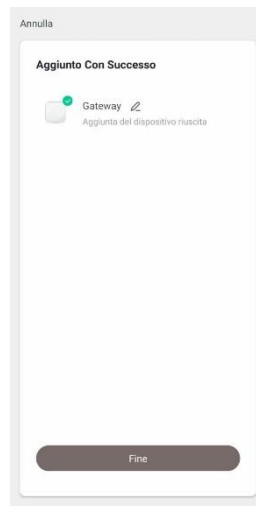 Annulla
Aggiunto Con Successo
Gateway
Aggiunta del dispositivo riuscita
Fine